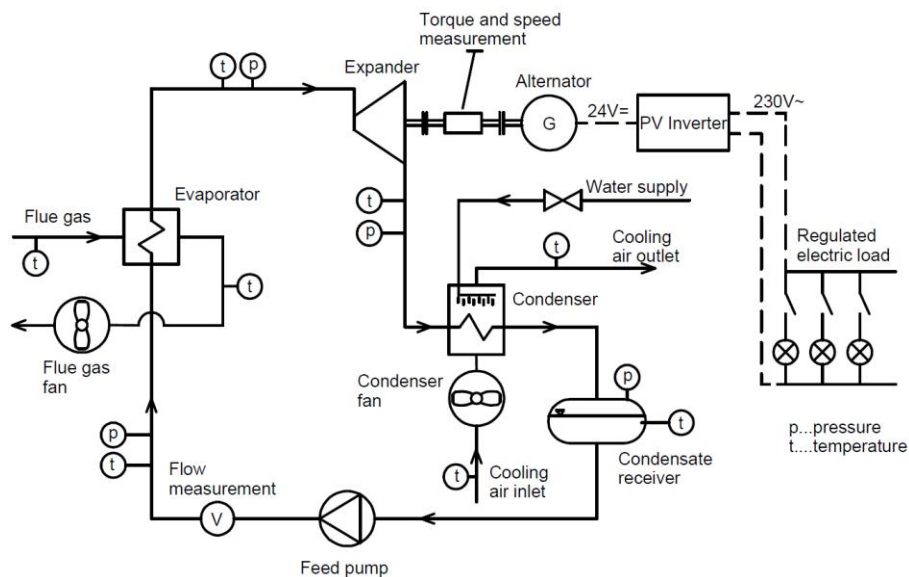 Torque and speed
measurement
Expander
Alternator
t
p
G
24V=
PV Inverter
230V~
Evaporator
Water supply
Flue gas
t
t
p
Cooling
air outlet
t
Regulated
electric load
t
Condenser
Flue gas
fan
Condenser
fan
p
t
p
t
p...pressure
t....temperature
Flow
measurement
t
Cooling
air inlet
Condensate
receiver
V
Feed pump